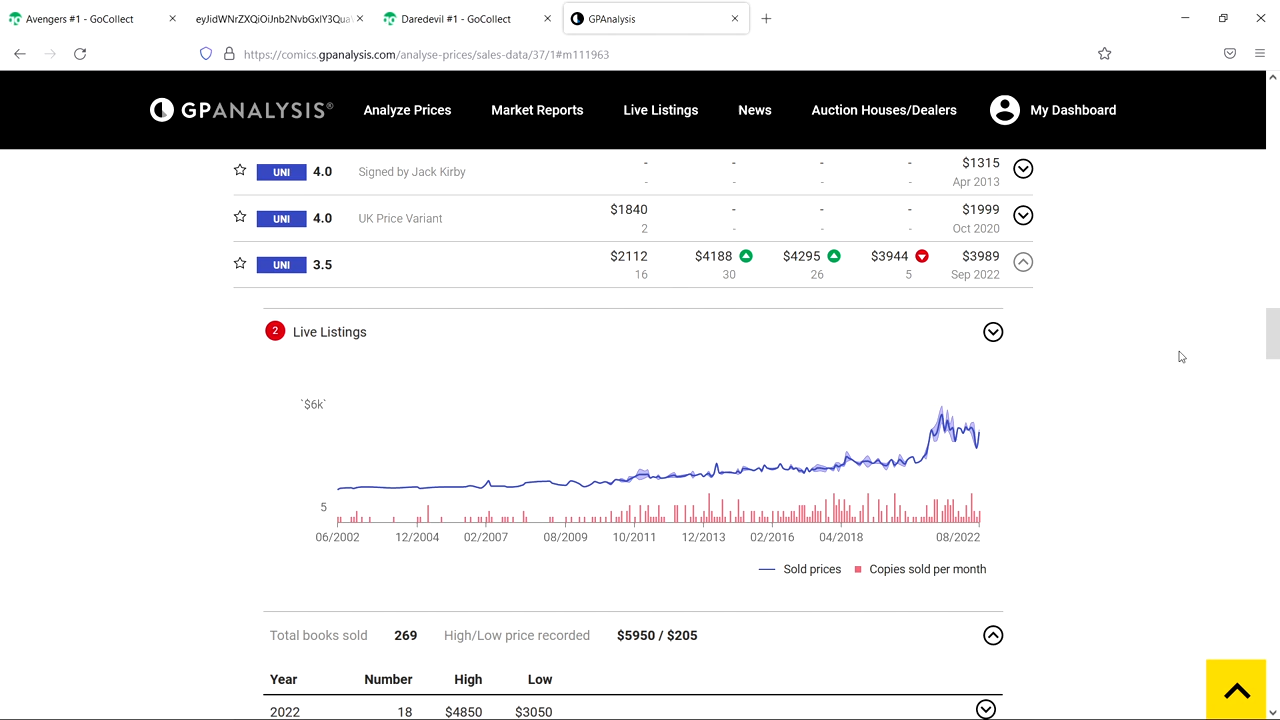 Avengers #1 - GoCollect
Daredevil #1 - GoCollect
GPAnalysis
https://comics.gpanalysis.com/analyse-prices/sales-data/37/1#m111963
GPANALYSIS®
Analyze Prices
Market Reports
Live Listings
News
Auction Houses/Dealers
My Dashboard
UNI 4.0 Signed by Jack Kirby - - - - $1315
- - - - Apr 2013
UNI 4.0 UK Price Variant $1840 - - - $1999
2 - - - Oct 2020
UNI 3.5 $2112 $4188 $4295 $3944 $3989
16 30 26 5 Sep 2022
2 Live Listings
`$6k`
5
06/2002 12/2004 02/2007 08/2009 10/2011 12/2013 02/2016 04/2018 08/2022
Sold prices Copies sold per month
Total books sold 269 High/Low price recorded $5950 / $205
Year Number High Low
2022 18 $4850 $3050